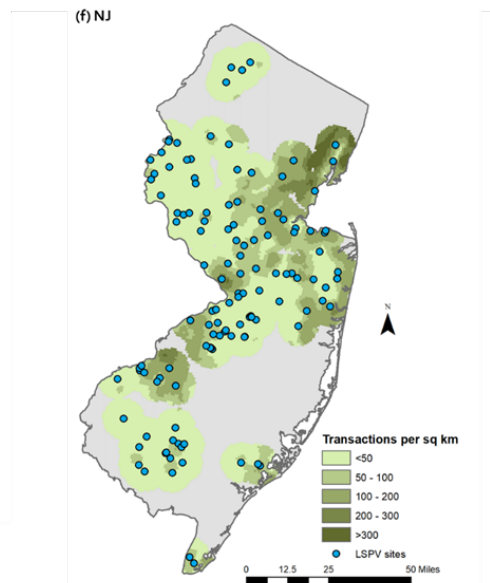 (f) NJ
N
Transactions per sq km
<50
50 - 100
100 - 200
200 - 300
>300
LSPV sites
0 12.5 25 50 Miles